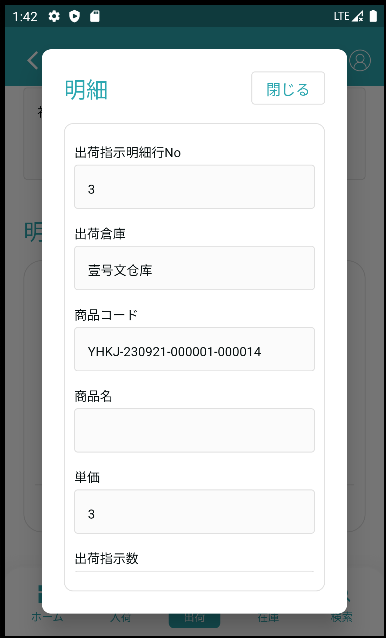 1:42
LTE
明細
閉じる
出荷指示明細行No
3
出荷倉庫
壹号文仓库
商品コード
YHKJ-230921-000001-000014
商品名
単価
3
出荷指示数
ホーム
入荷
出荷
在庫
検索